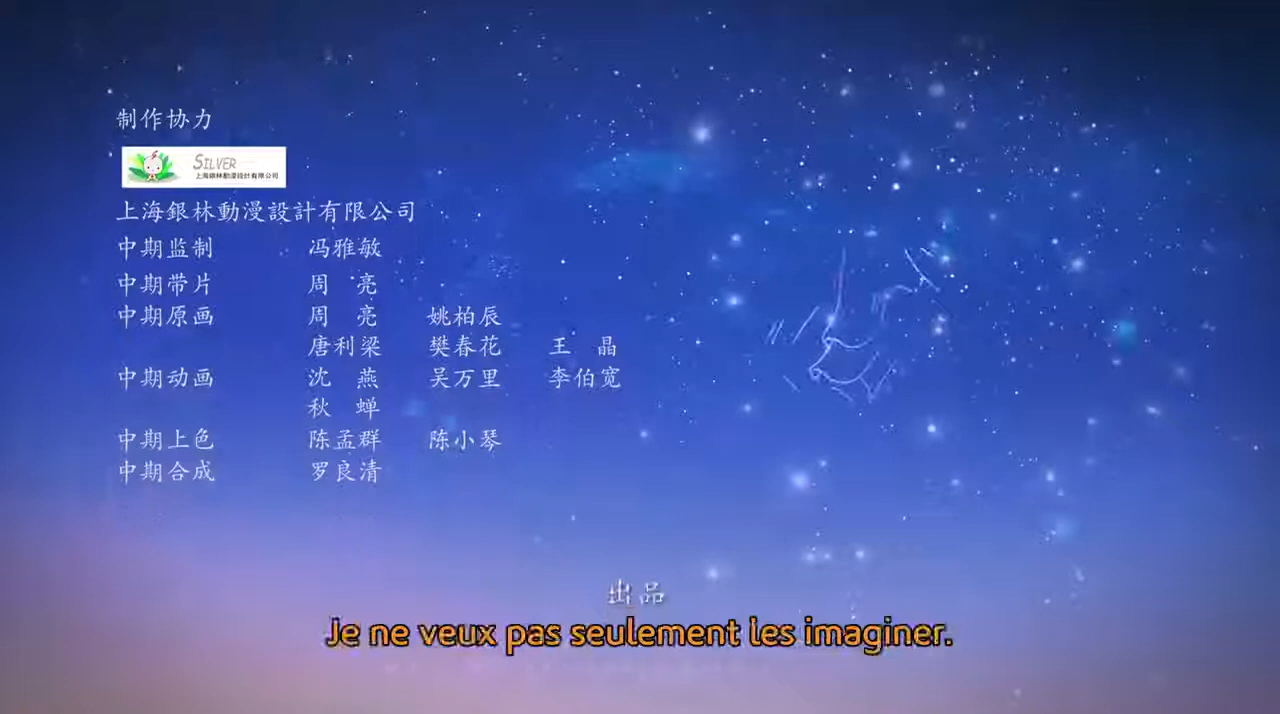 制作协力
SILVER
上海銀林動漫設計有限公司
上海銀林動漫設計有限公司
中期监制 冯雅敏
中期带片 周 亮
中期原画 周 亮 姚柏辰
唐利梁 樊春花 王 晶
中期动画 沈 燕 吴万里 李伯宽
秋 蝉
中期上色 陈孟群 陈小琴
中期合成 罗良清
出品
Je ne veux pas seulement les imaginer.